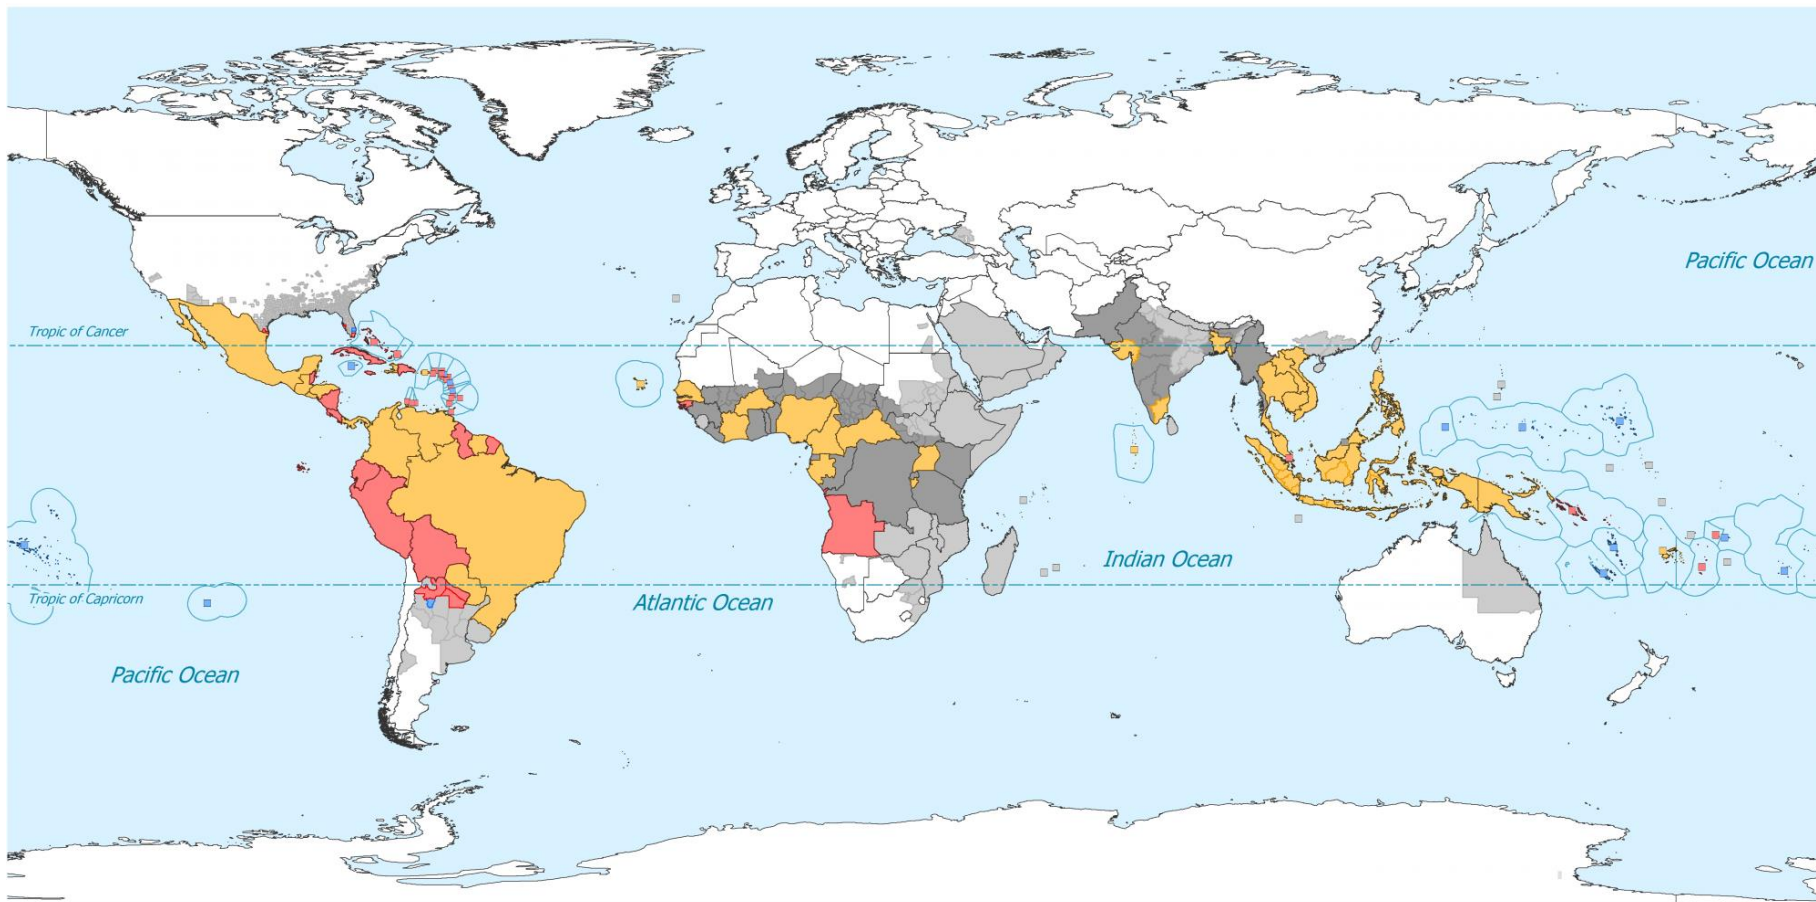 Pacific Ocean
Tropic of Cancer
Indian Ocean
Tropic of Capricorn
Atlantic Ocean
Pacific Ocean